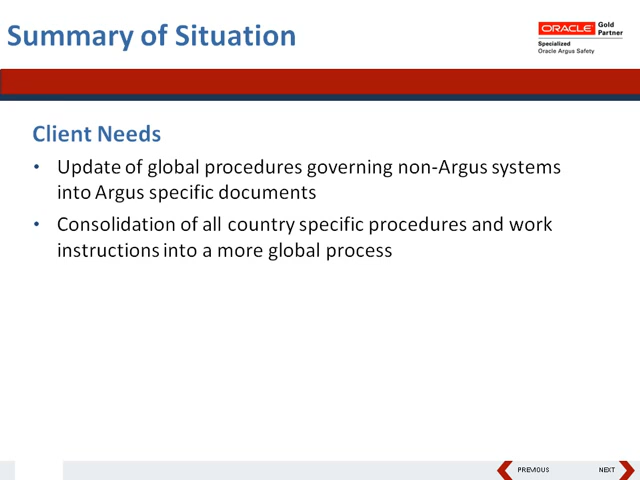 Summary of Situation
ORACLE Gold
Partner
Specialized
Oracle Argus Safety
Client Needs
• Update of global procedures governing non-Argus systems
into Argus specific documents
• Consolidation of all country specific procedures and work
instructions into a more global process
PREVIOUS NEXT